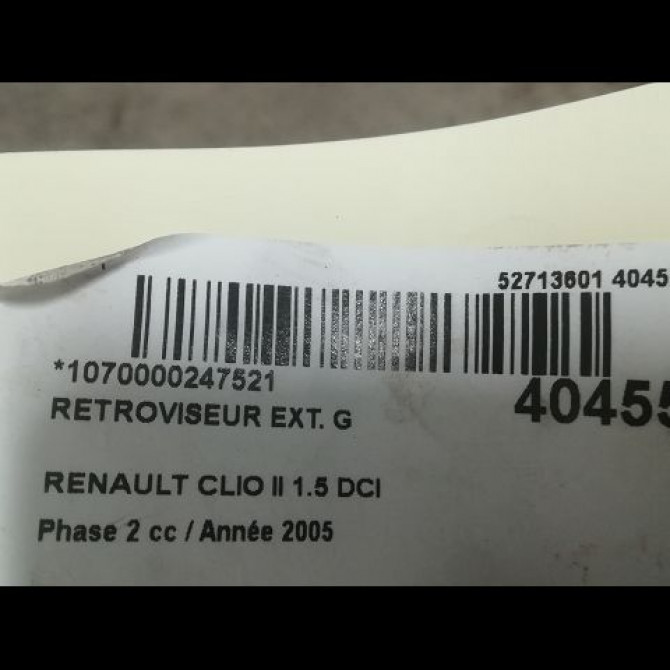 52713601 4045
*1070000247521
40455
RETROVISEUR EXT. G
RENAULT CLIO II 1.5 DCI
Phase 2 cc / Année 2005